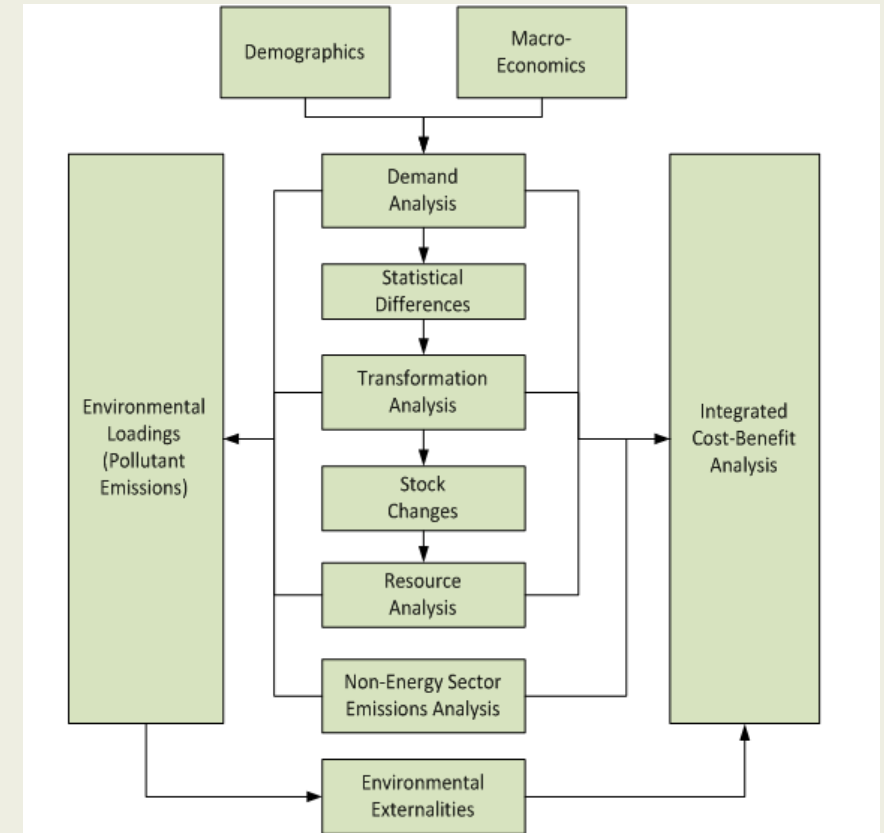 Demographics
Macro-
Economics
Demand
Analysis
Statistical
Differences
Transformation
Analysis
Environmental
Loadings
(Pollutant
Emissions)
Integrated
Cost-Benefit
Analysis
Stock
Changes
Resource
Analysis
Non-Energy Sector
Emissions Analysis
Environmental
Externalities